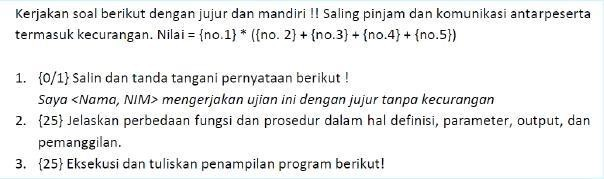 Kerjakan soal berikut dengan jujur dan mandiri !! Saling pinjam dan komunikasi antarpeserta
termasuk kecurangan. Nilai = {no.1} * ({no. 2} + {no.3} + {no.4} + {no.5})
1. {0/1} Salin dan tanda tangani pernyataan berikut !
Saya <Nama, NIM> mengerjakan ujian ini dengan jujur tanpa kecurangan
2. {25} Jelaskan perbedaan fungsi dan prosedur dalam hal definisi, parameter, output, dan
pemanggilan.
3. {25} Eksekusi dan tuliskan penampilan program berikut!